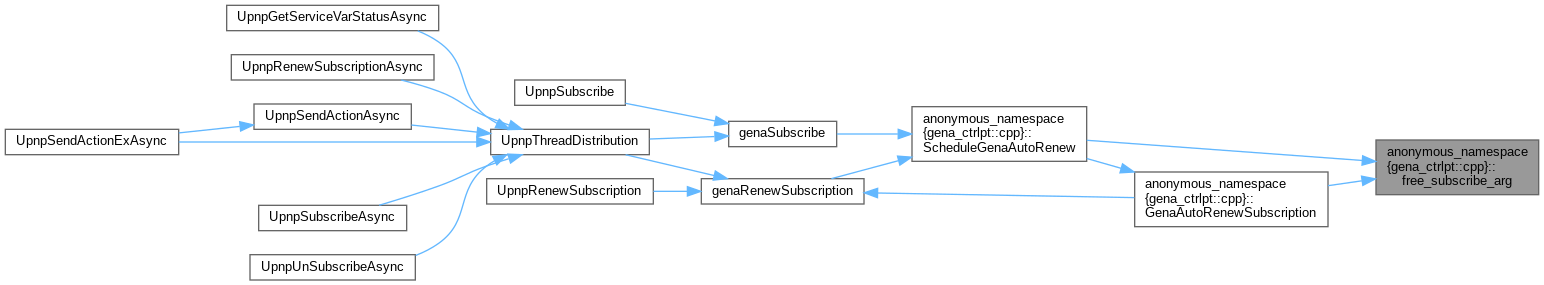 UpnpGetServiceVarStatusAsync
UpnpRenewSubscriptionAsync
UpnpSendActionAsync
UpnpSendActionExAsync
UpnpThreadDistribution
UpnpSubscribeAsync
UpnpUnSubscribeAsync
UpnpSubscribe
genaSubscribe
UpnpRenewSubscription
genaRenewSubscription
anonymous_namespace
{gena_ctrlpt::cpp}::
ScheduleGenaAutoRenew
anonymous_namespace
{gena_ctrlpt::cpp}::
GenaAutoRenewSubscription
anonymous_namespace
{gena_ctrlpt::cpp}::
free_subscribe_arg